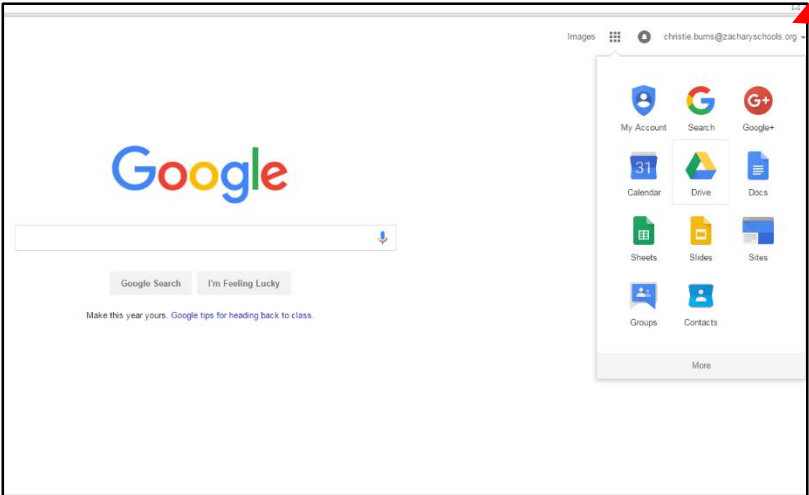 Images christie.burns@zacharyschools.org
G+
My Account Search Google+
31
Calendar Drive Docs
Google
Sheets Slides Sites
Google Search I'm Feeling Lucky
Make this year yours. Google tips for heading back to class.
Groups Contacts
More